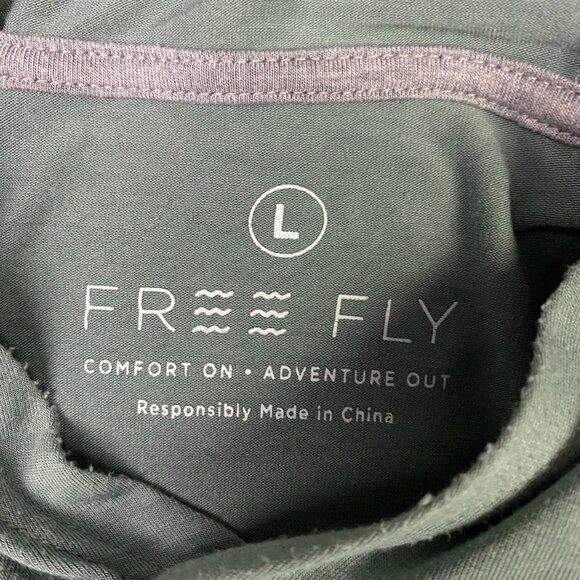 L
FREE FLY
COMFORT ON • ADVENTURE OUT
Responsibly Made in China